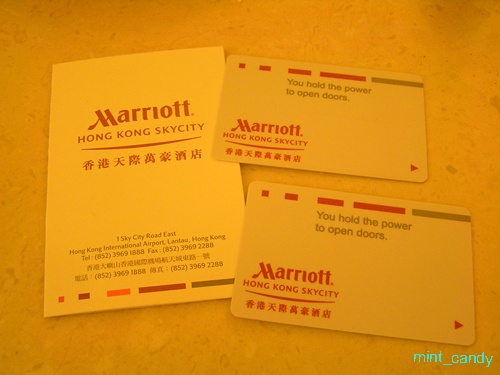 Marriott.
HONG KONG SKYCITY
香港天際萬豪酒店
1 Sky City Road East
Hong Kong International Airport, Lantau, Hong Kong
Tel : (852) 3969 1888 Fax : (852) 3969 2288
香港大嶼山香港國際機場航天城東路一號
電話：(852) 3969 1888 傳真：(852) 3969 2288
You hold the power
to open doors.
Marriott.
HONG KONG SKYCITY
香港天際萬豪酒店
You hold the power
to open doors.
Marriott.
HONG KONG SKYCITY
香港天際萬豪酒店
mint_candy